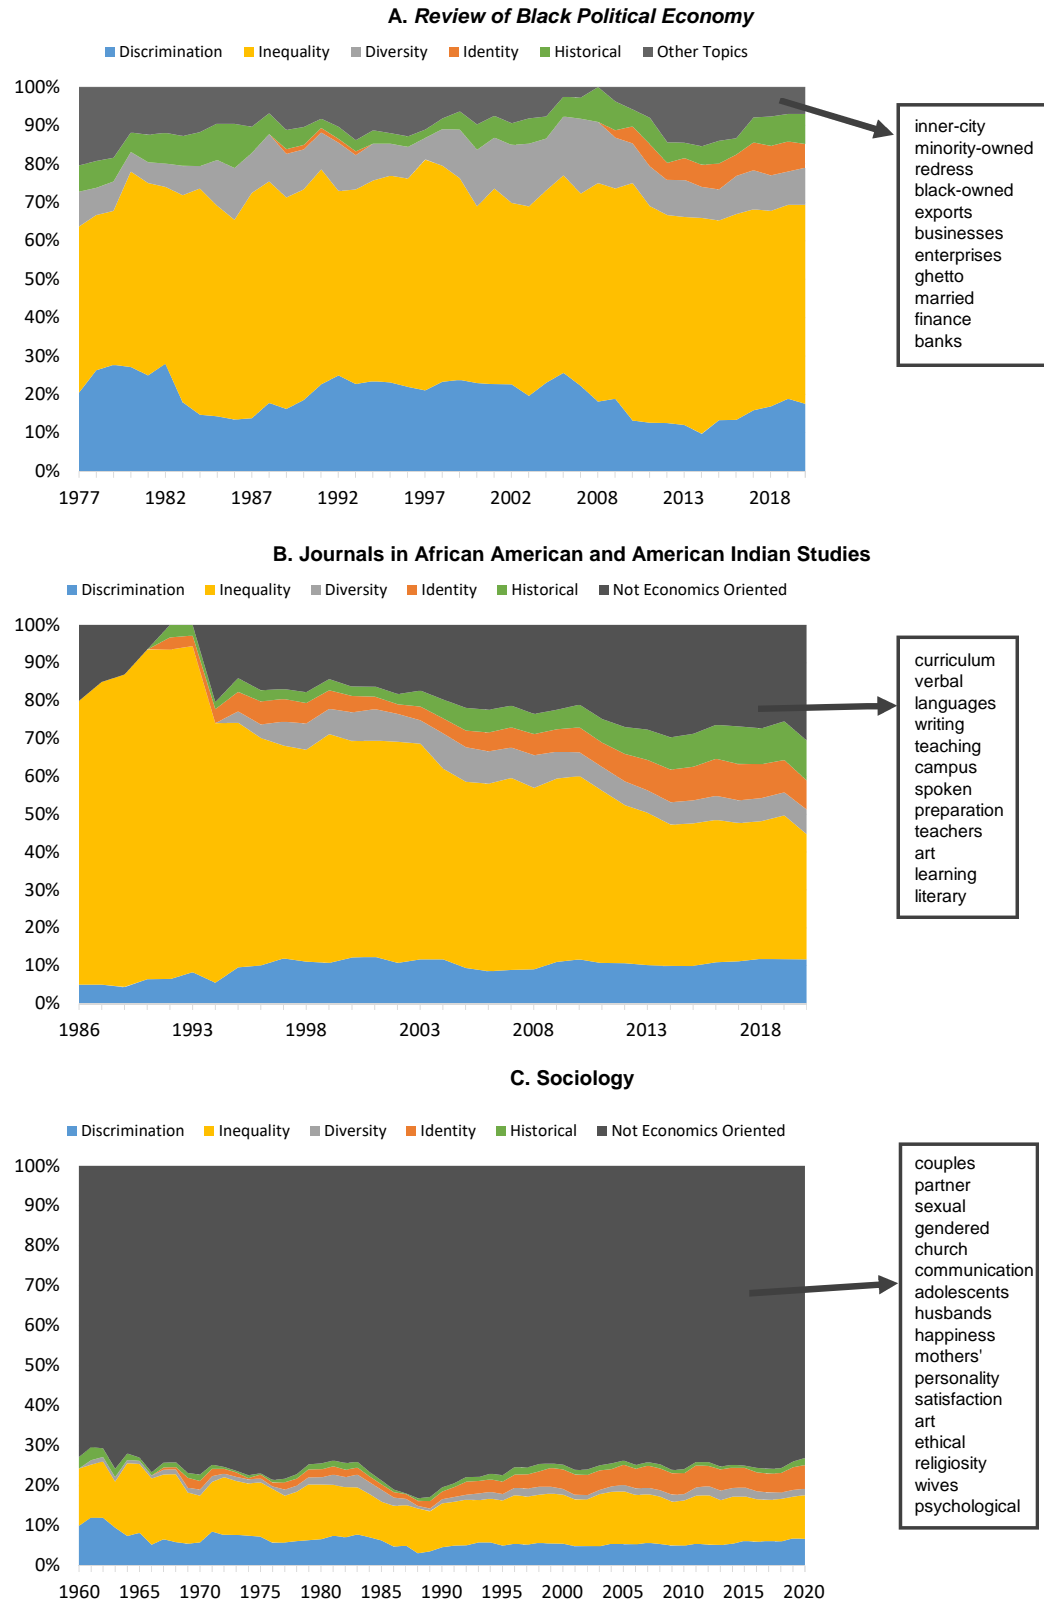 A. Review of Black Political Economy
Discrimination Inequality Diversity Identity Historical Other Topics
100%
90%
80%
70%
60%
50%
40%
30%
20%
10%
0%
1977 1982 1987 1992 1997 2002 2008 2013 2018
inner-city
minority-owned
redress
black-owned
exports
businesses
enterprises
ghetto
married
finance
banks
B. Journals in African American and American Indian Studies
Discrimination Inequality Diversity Identity Historical Not Economics Oriented
100%
90%
80%
70%
60%
50%
40%
30%
20%
10%
0%
1986 1993 1998 2003 2008 2013 2018
curriculum
verbal
languages
writing
teaching
campus
spoken
preparation
teachers
art
learning
literary
C. Sociology
Discrimination Inequality Diversity Identity Historical Not Economics Oriented
100%
90%
80%
70%
60%
50%
40%
30%
20%
10%
0%
1960 1965 1970 1975 1980 1985 1990 1995 2000 2005 2010 2015 2020
couples
partner
sexual
gendered
church
communication
adolescents
husbands
happiness
mothers'
personality
satisfaction
art
ethical
religiosity
wives
psychological